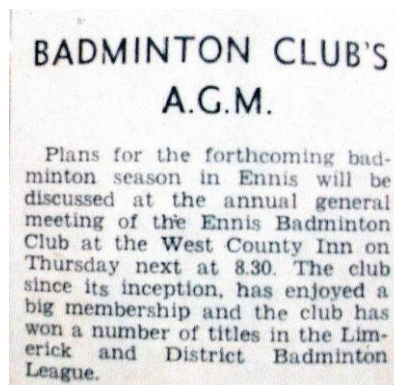 BADMINTON CLUB'S
A.G.M.
Plans for the forthcoming bad-
minton season in Ennis will be
discussed at the annual general
meeting of the Ennis Badminton
Club at the West County Inn on
Thursday next at 8.30. The club
since its inception, has enjoyed a
big membership and the club has
won a number of titles in the Lim-
erick and District Badminton
League.